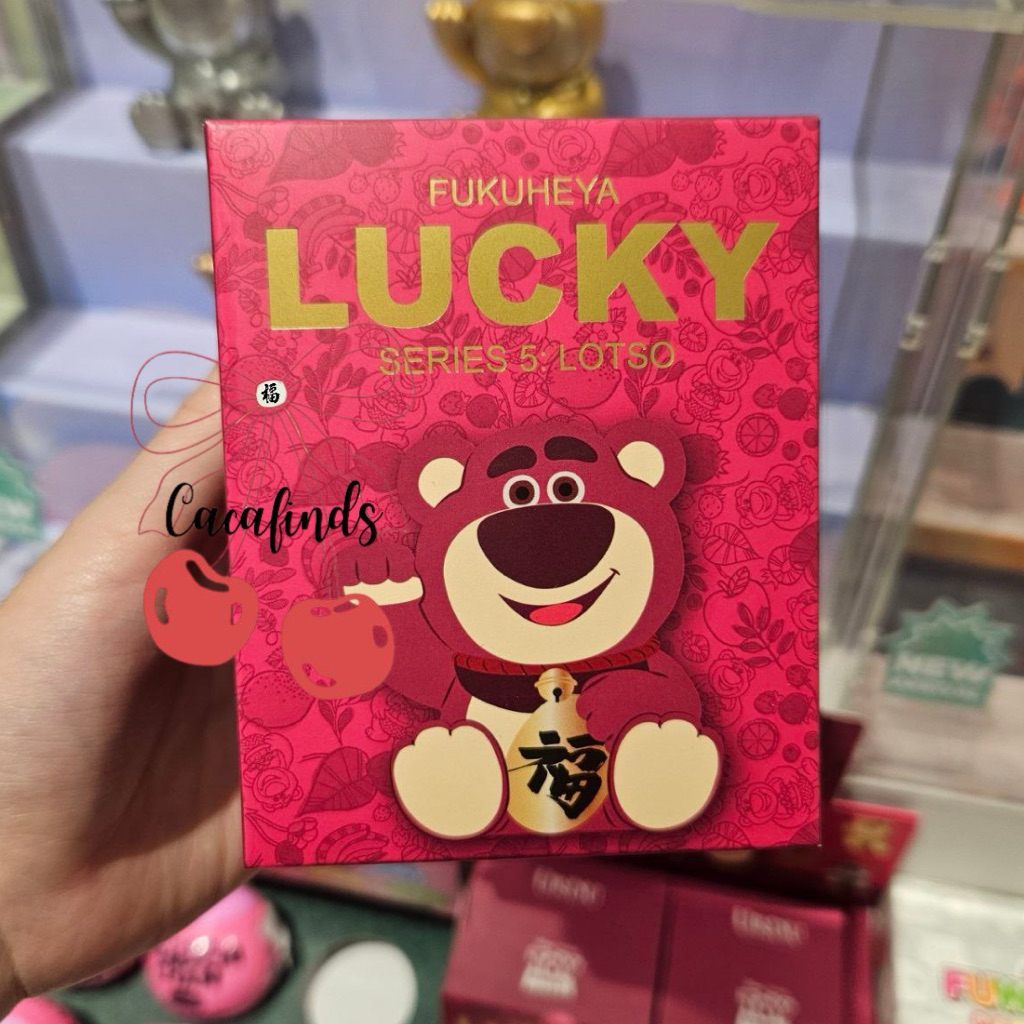 FUKUHEYA
LUCKY
SERIES 5: LOTSO
福
Cacafinds
福
NEW